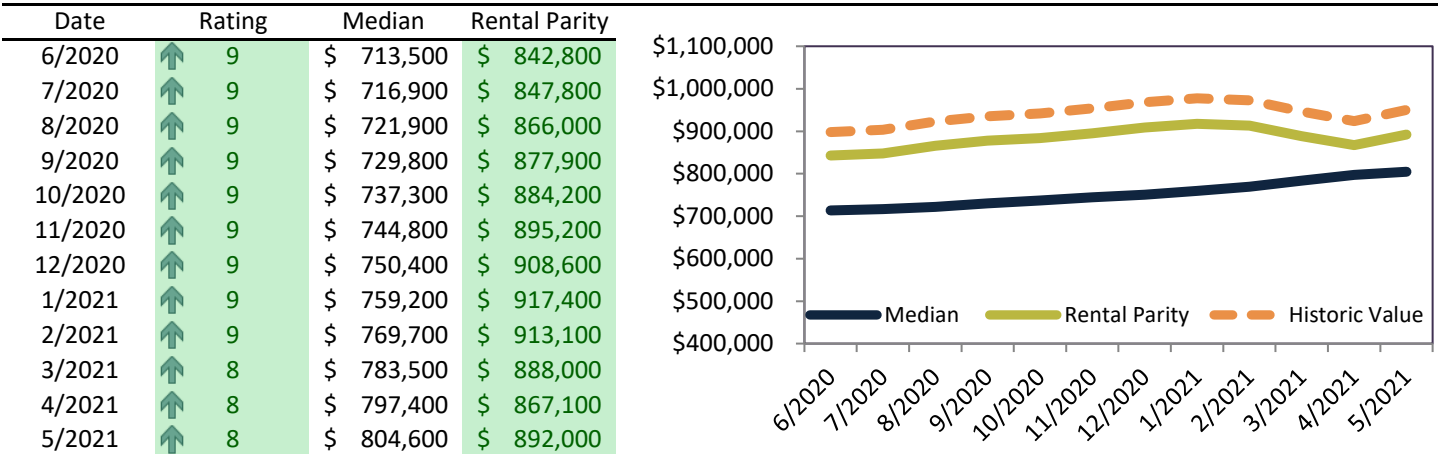 Date Rating Median Rental Parity
6/2020 9 $ 713,500 $ 842,800
7/2020 9 $ 716,900 $ 847,800
8/2020 9 $ 721,900 $ 866,000
9/2020 9 $ 729,800 $ 877,900
10/2020 9 $ 737,300 $ 884,200
11/2020 9 $ 744,800 $ 895,200
12/2020 9 $ 750,400 $ 908,600
1/2021 9 $ 759,200 $ 917,400
2/2021 9 $ 769,700 $ 913,100
3/2021 8 $ 783,500 $ 888,000
4/2021 8 $ 797,400 $ 867,100
5/2021 8 $ 804,600 $ 892,000
$1,100,000
$1,000,000
$900,000
$800,000
$700,000
$600,000
$500,000
$400,000
Median Rental Parity Historic Value
6/2020 7/2020 8/2020 9/2020 10/2020 11/2020 12/2020 1/2021 2/2021 3/2021 4/2021 5/2021